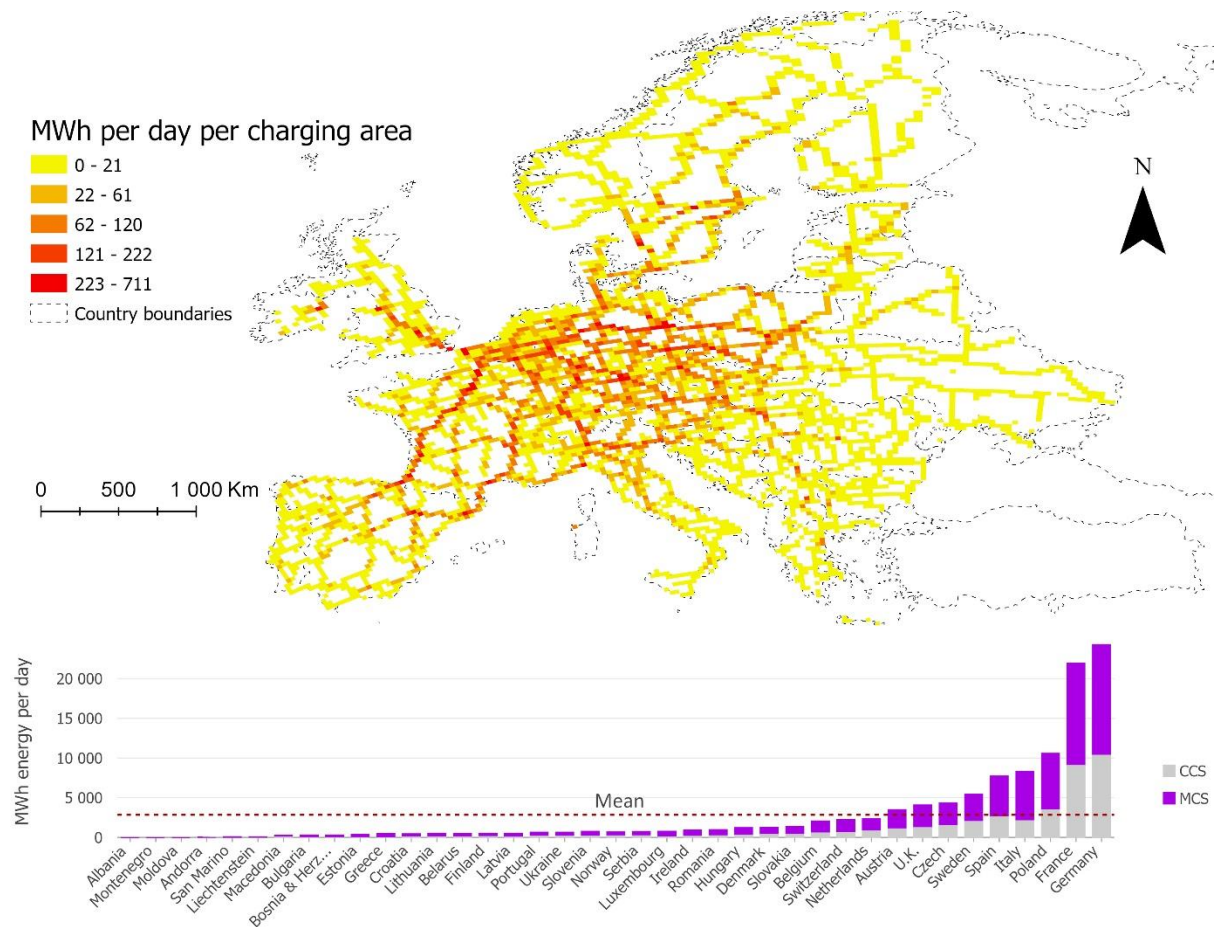 MWh per day per charging area
0 - 21
22 - 61
62 - 120
121 - 222
223 - 711
Country boundaries
N
0 500 1 000 Km
MWh energy per day
20 000
15 000
10 000
5 000
0
Mean
CCS
MCS
Albania
Montenegro
Moldova
Andorra
San Marino
Liechtenstein
Macedonia
Bulgaria
Bosnia & Herz...
Estonia
Greece
Croatia
Lithuania
Belarus
Finland
Latvia
Portugal
Ukraine
Slovenia
Norway
Serbia
Luxembourg
Ireland
Romania
Hungary
Denmark
Slovakia
Belgium
Switzerland
Netherlands
Austria
U.K.
Czech
Sweden
Spain
Italy
Poland
France
Germany